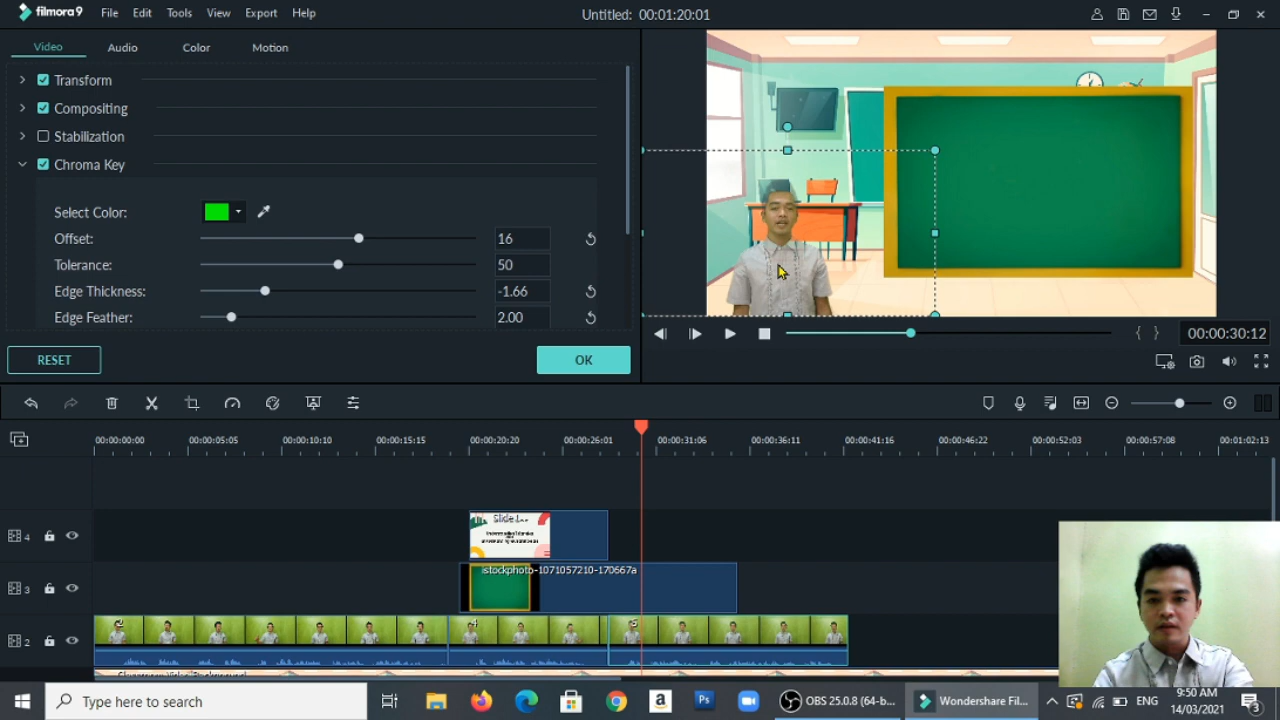 filmora9 File Edit Tools View Export Help Untitled: 00:01:20:01
Video Audio Color Motion
Transform
Compositing
Stabilization
Chroma Key
Select Color:
Offset: 16
Tolerance: 50
Edge Thickness: -1.66
Edge Feather: 2.00
RESET OK
{ } 00:00:30:12
00:00:00:00 00:00:05:05 00:00:10:10 00:00:15:15 00:00:20:20 00:00:26:01 00:00:31:06 00:00:36:11 00:00:41:16 00:00:46:22 00:00:52:03 00:00:57:08 00:01:02:13
4
Slide 1
3
istockphoto-1071057210-170667a
2
Classroom Video Background
Type here to search
Ps
OBS 25.0.8 (64-b...
Wondershare Fil...
ENG
9:50 AM
14/03/2021
3